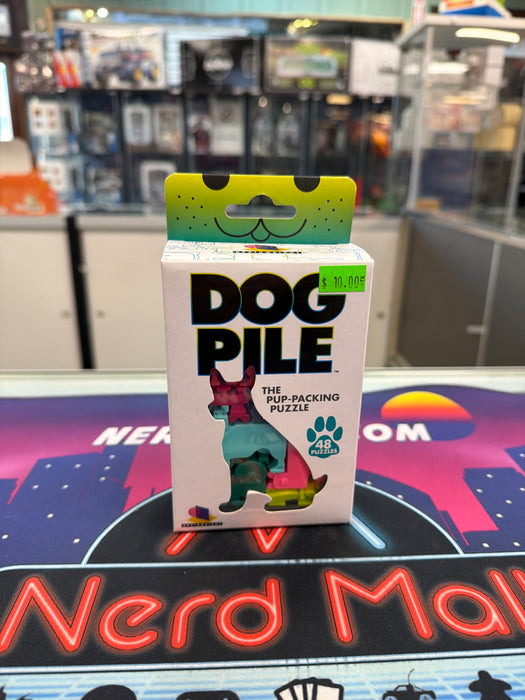 DOG
$ 10.00
PILE
THE
PUP-PACKING
PUZZLE
48
PUZZLES
Nerd Mall